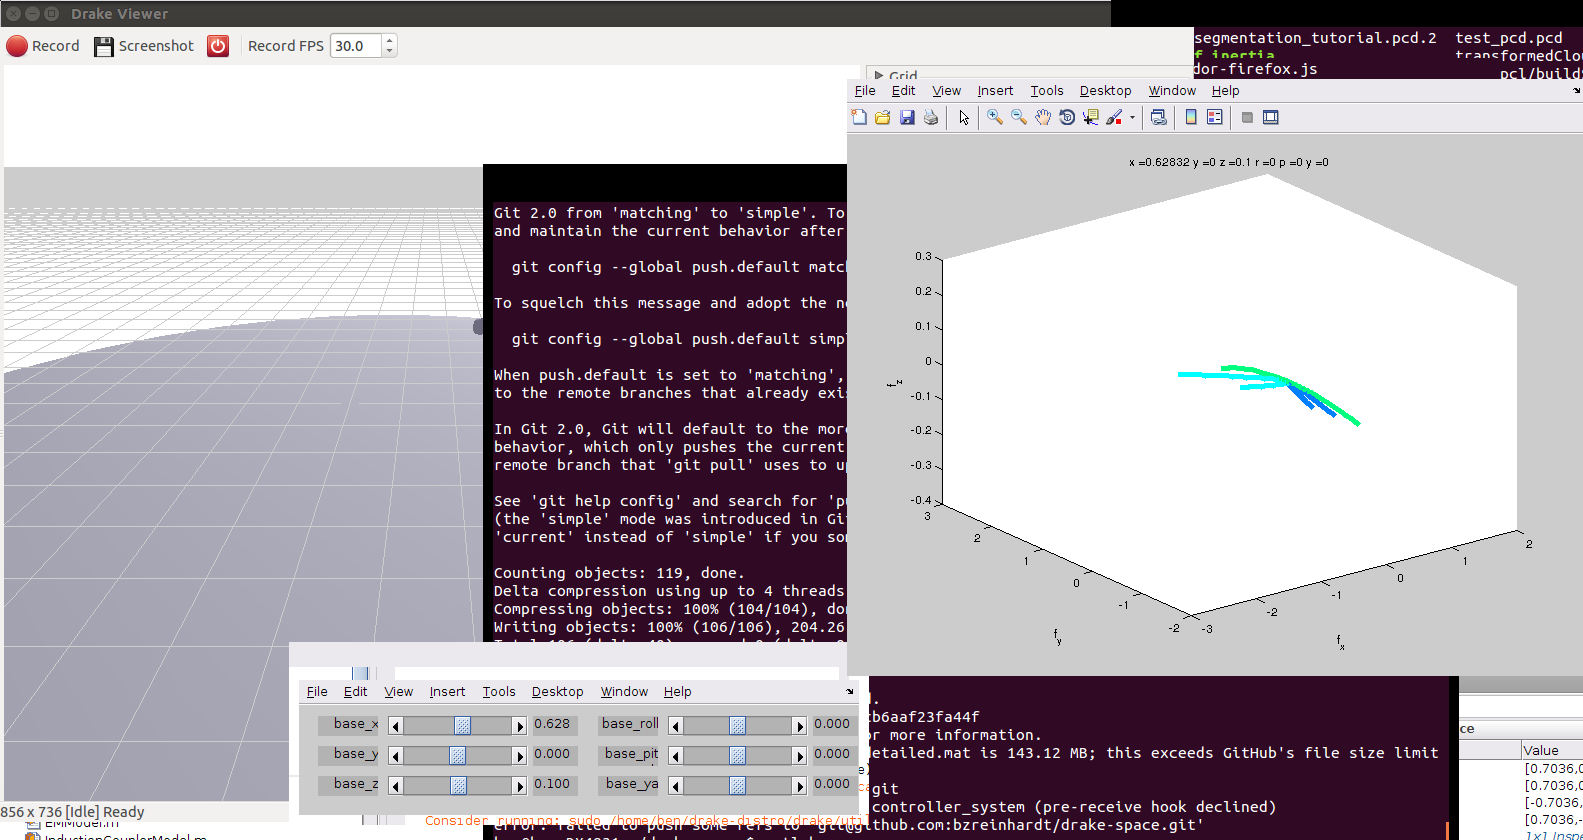 Drake Viewer
Record Screenshot Record FPS 30.0
Grid
segmentation_tutorial.pcd.2 test_pcd.pcd
f_inertia transformedClo
dor-firefox.js
pcl/build
File Edit View Insert Tools Desktop Window Help
x =0.62832 y =0 z =0.1 r =0 p =0 y =0
0.3
0.2
0.1
0
-0.1
-0.2
-0.3
-0.4
f_z
3
2
1
0
-1
-2
f_y
-3
-2
-1
0
1
2
f_x
Git 2.0 from 'matching' to 'simple'. To
and maintain the current behavior after
git config --global push.default matc
To squelch this message and adopt the n
git config --global push.default simp
When push.default is set to 'matching',
to the remote branches that already exi
In Git 2.0, Git will default to the mor
behavior, which only pushes the current
remote branch that 'git pull' uses to u
See 'git help config' and search for 'p
(the 'simple' mode was introduced in Gi
'current' instead of 'simple' if you so
Counting objects: 119, done.
Delta compression using up to 4 threads
Compressing objects: 100% (104/104), do
Writing objects: 100% (106/106), 204.26
File Edit View Insert Tools Desktop Window Help
base_x 0.628 base_roll 0.000
base_y 0.000 base_pit 0.000
base_z 0.100 base_ya 0.000
d.
cb6aaf23fa44f
or more information.
detailed.mat is 143.12 MB; this exceeds GitHub's file size limit
git
controller_system (pre-receive hook declined)
error: failed to push some refs to 'git@github.com:bzreinhardt/drake-space.git'
Consider running: sudo /home/ben/drake-distro/drake/uti
856 x 736 [Idle] Ready
EMModel.m
InductionCouplerModel.m
ce
Value
[0.7036,0
[0.7036,0
[-0.7036,
[0.7036,-
1x1 Inspe